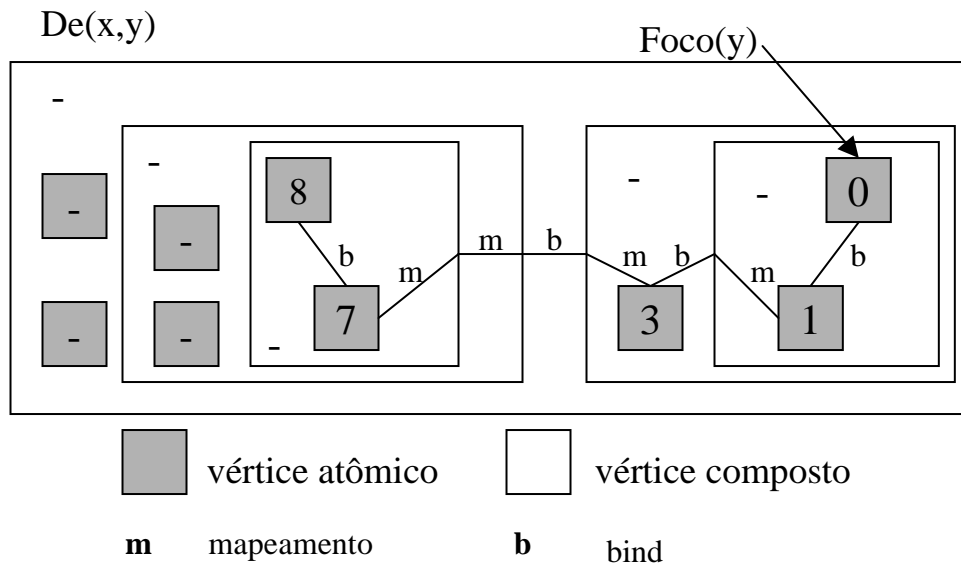 De(x,y)
Foco(y)
-
-
-
-
8
0
-
-
b
m
m
b
m
b
m
b
-
-
-
7
3
1
vértice atômico
vértice composto
m mapeamento
b bind